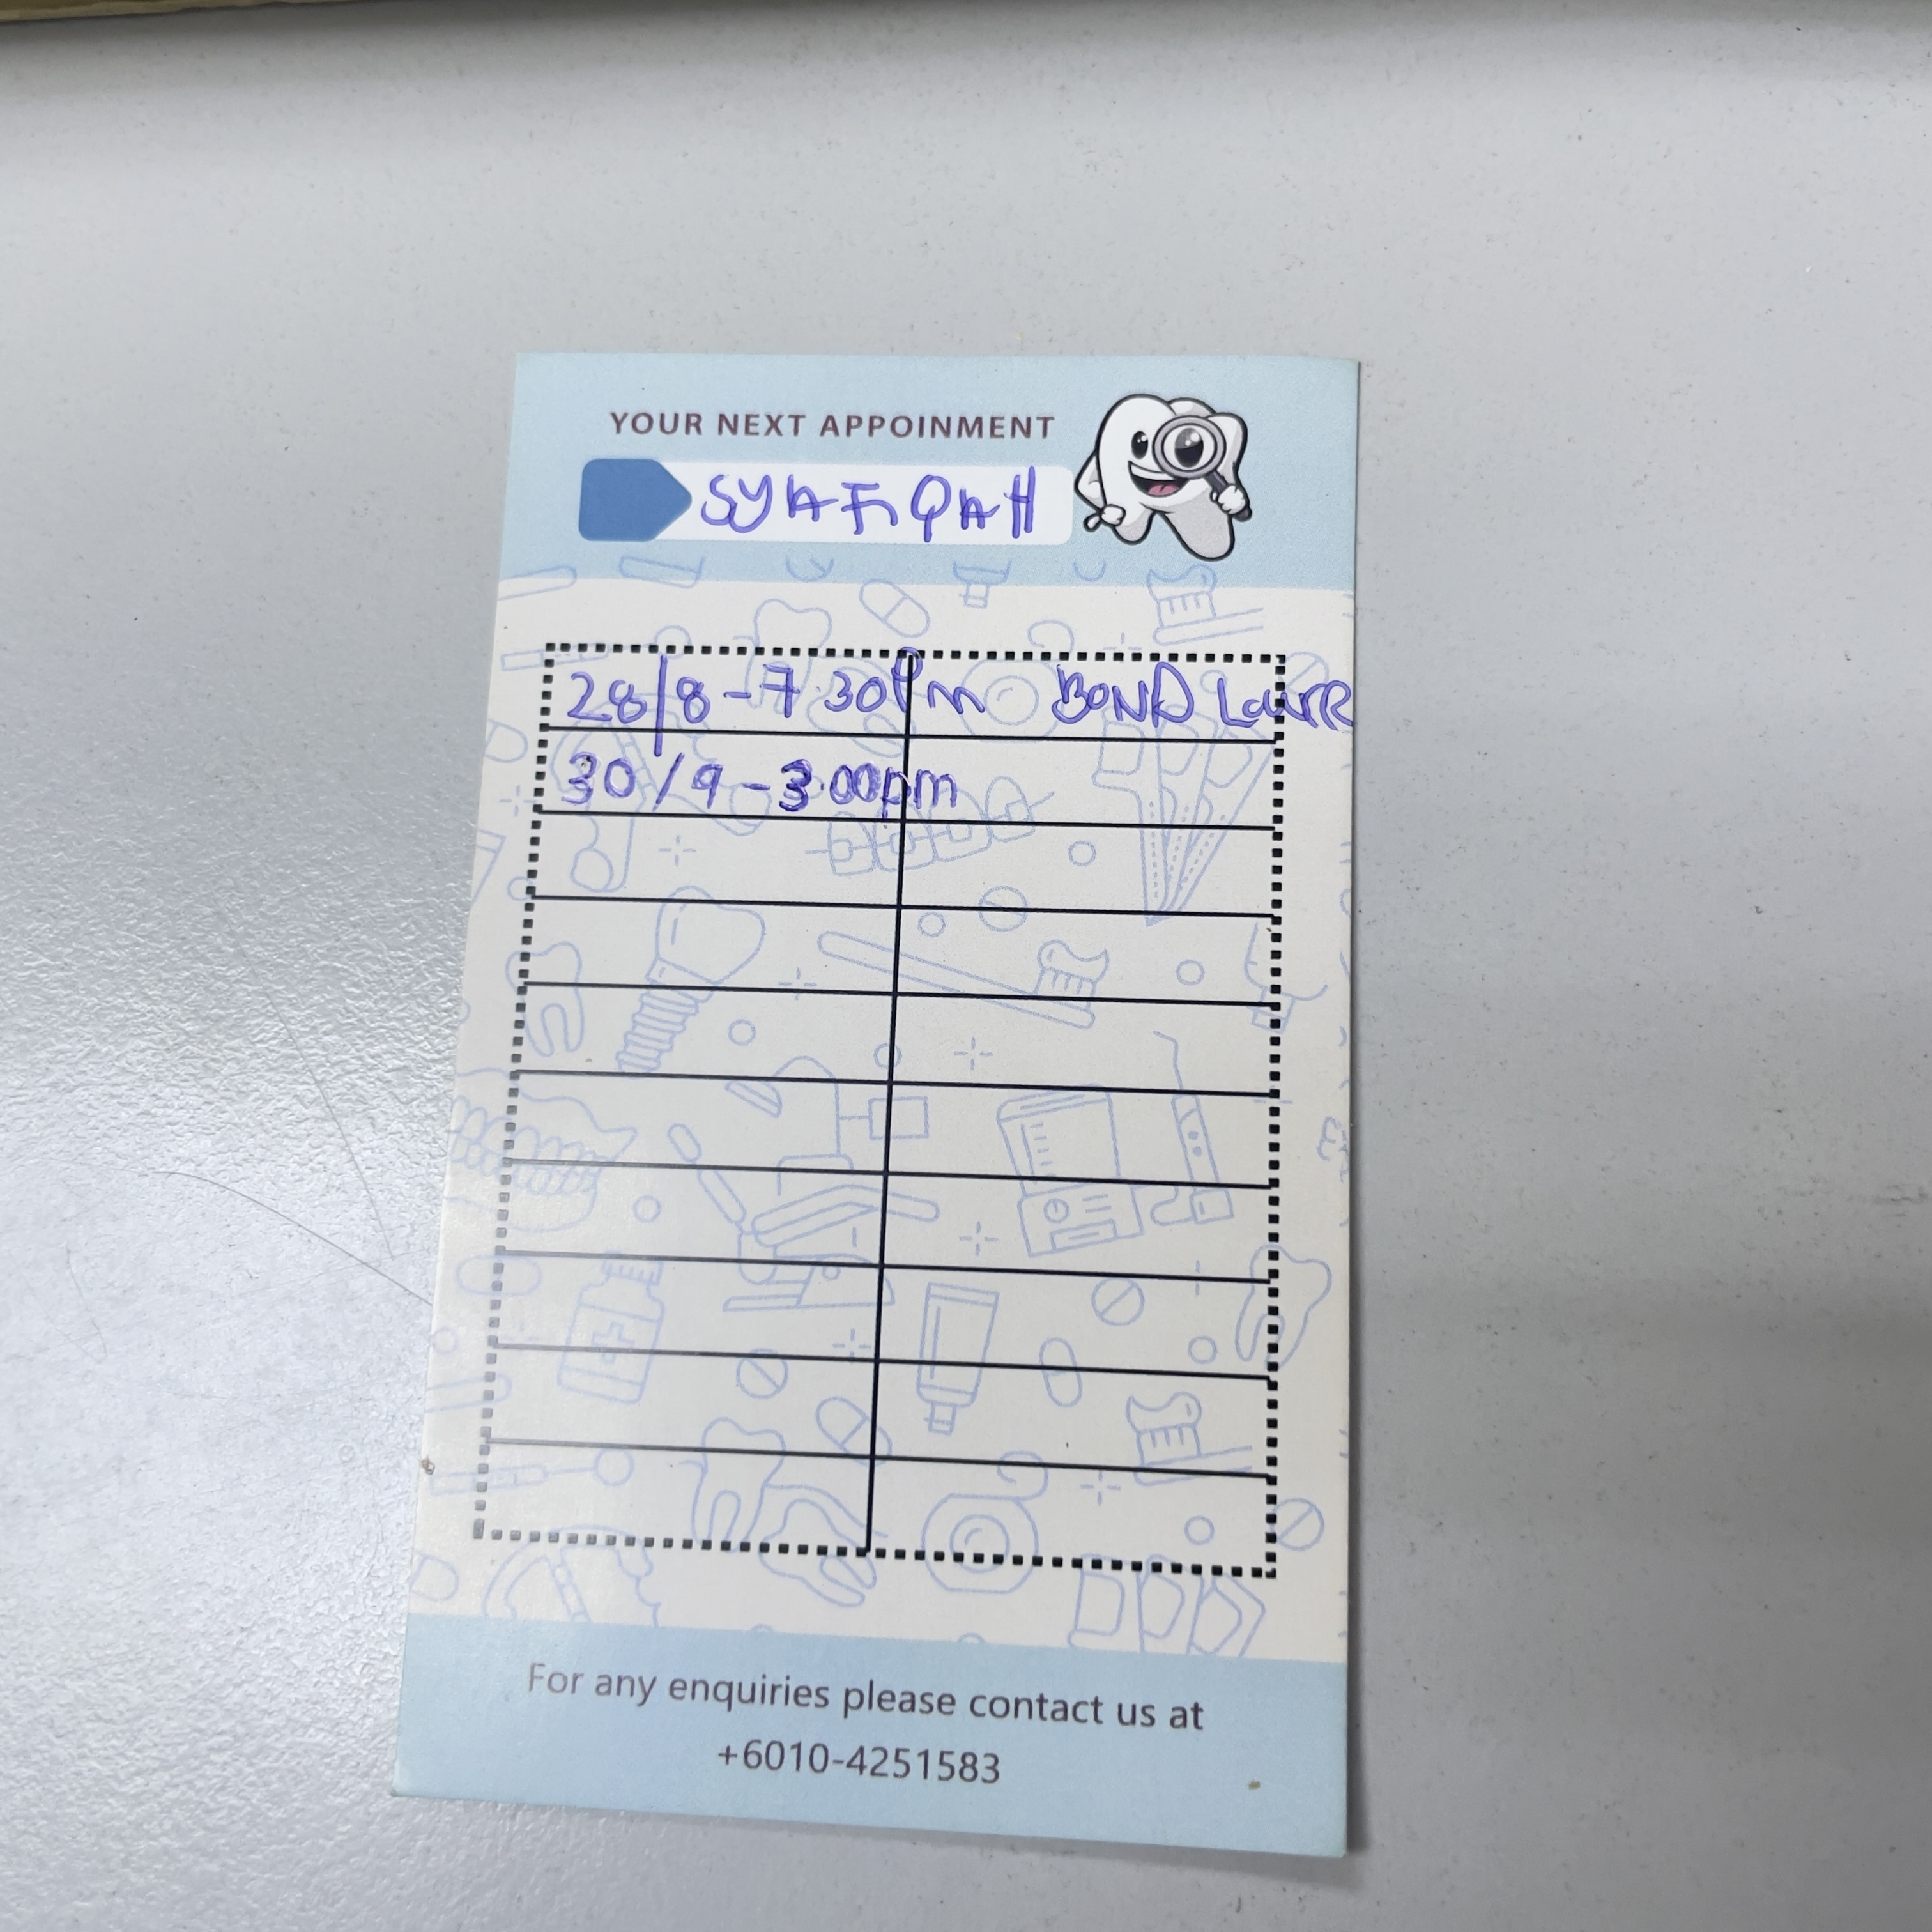 YOUR NEXT APPOINMENT
SYAFIQAH
28/8 - 7.30Pm BOND
30/9 - 3.00pm
For any enquiries please contact us at
+6010-4251583